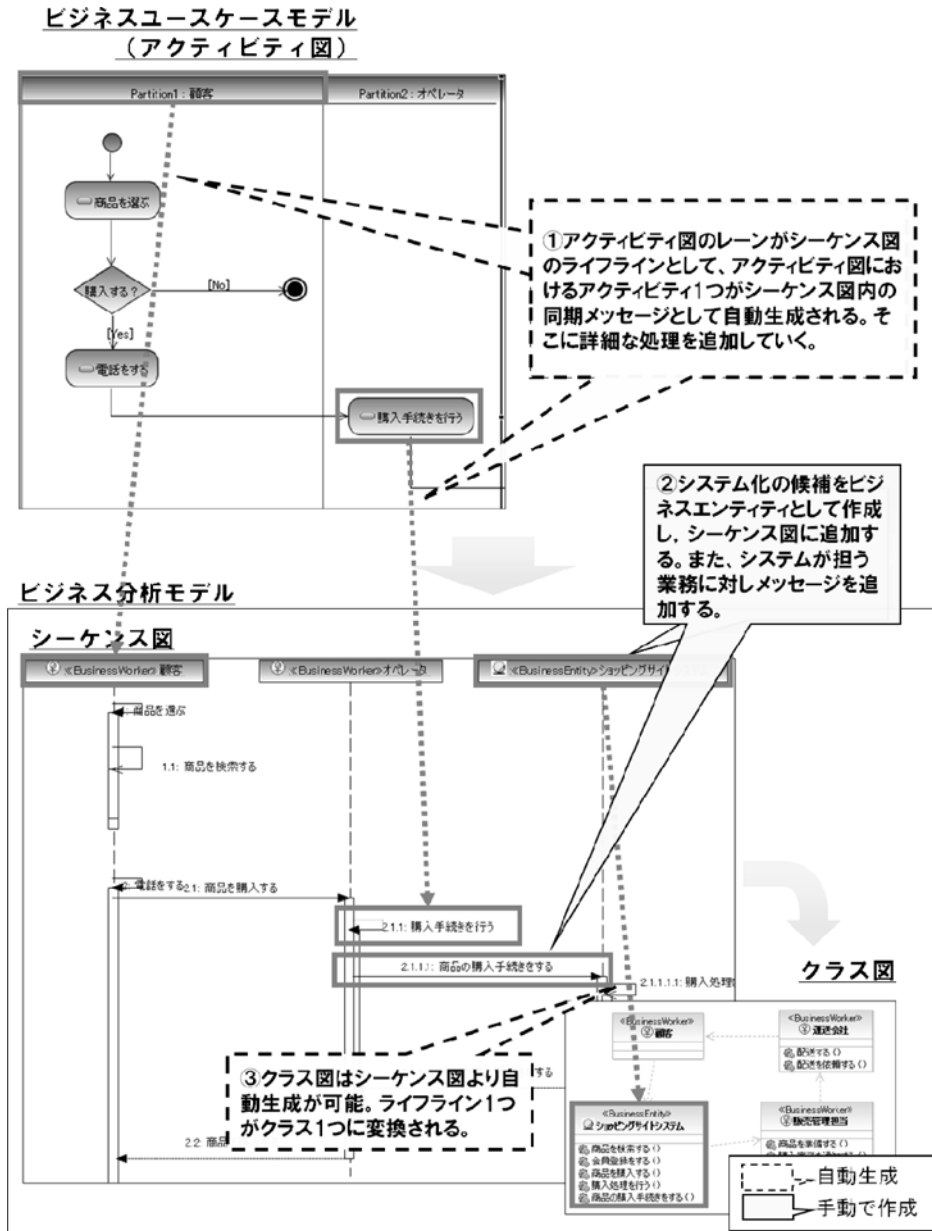 ビジネスユースケースモデル
（アクティビティ図）
Partition1 : 顧客
Partition2 : オペレータ
商品を選ぶ
購入する？
[No]
[Yes]
電話をする
購入手続きを行う
①アクティビティ図のレーンがシーケンス図
のライフラインとして、アクティビティ図にお
けるアクティビティ1つがシーケンス図内の
同期メッセージとして自動生成される。そ
こに詳細な処理を追加していく。
②システム化の候補をビジ
ネスエンティティとして作成
し，シーケンス図に追加す
る。また、システムが担う
業務に対しメッセージを追
加する。
ビジネス分析モデル
シーケンス図
:«BusinessWorker» 顧客
:«BusinessWorker»オペレータ
:«BusinessEntity»ショッピングサイト
商品を選ぶ
1.1: 商品を検索する
電話をする
2.1: 商品を購入する
2.1.1: 購入手続きを行う
2.1.1.1: 商品の購入手続きをする
2.1.1.1.1: 購入処理
クラス図
«BusinessWorker»
顧客
«BusinessWorker»
運送会社
配送する ()
配送を依頼する ()
③クラス図はシーケンス図より自
動生成が可能。ライフライン1つ
がクラス1つに変換される。
する
2.2: 商品
«BusinessEntity»
ショッピングサイトシステム
商品を検索する ()
会員登録をする ()
商品を購入する ()
購入処理を行う ()
商品の購入手続きをする ()
«BusinessWorker»
販売管理担当
商品を準備する ()
自動生成
手動で作成